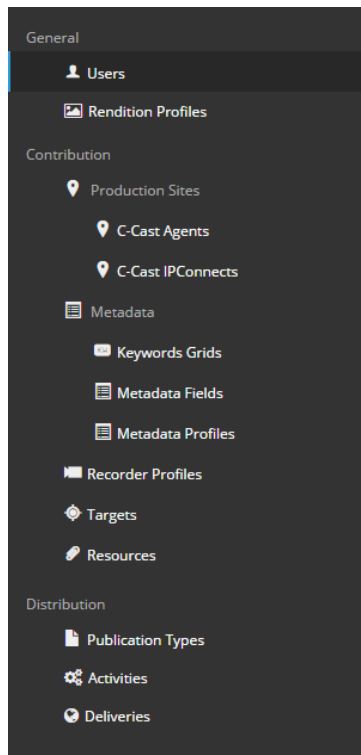 General
Users
Rendition Profiles
Contribution
Production Sites
C-Cast Agents
C-Cast IPConnects
Metadata
Keywords Grids
Metadata Fields
Metadata Profiles
Recorder Profiles
Targets
Resources
Distribution
Publication Types
Activities
Deliveries